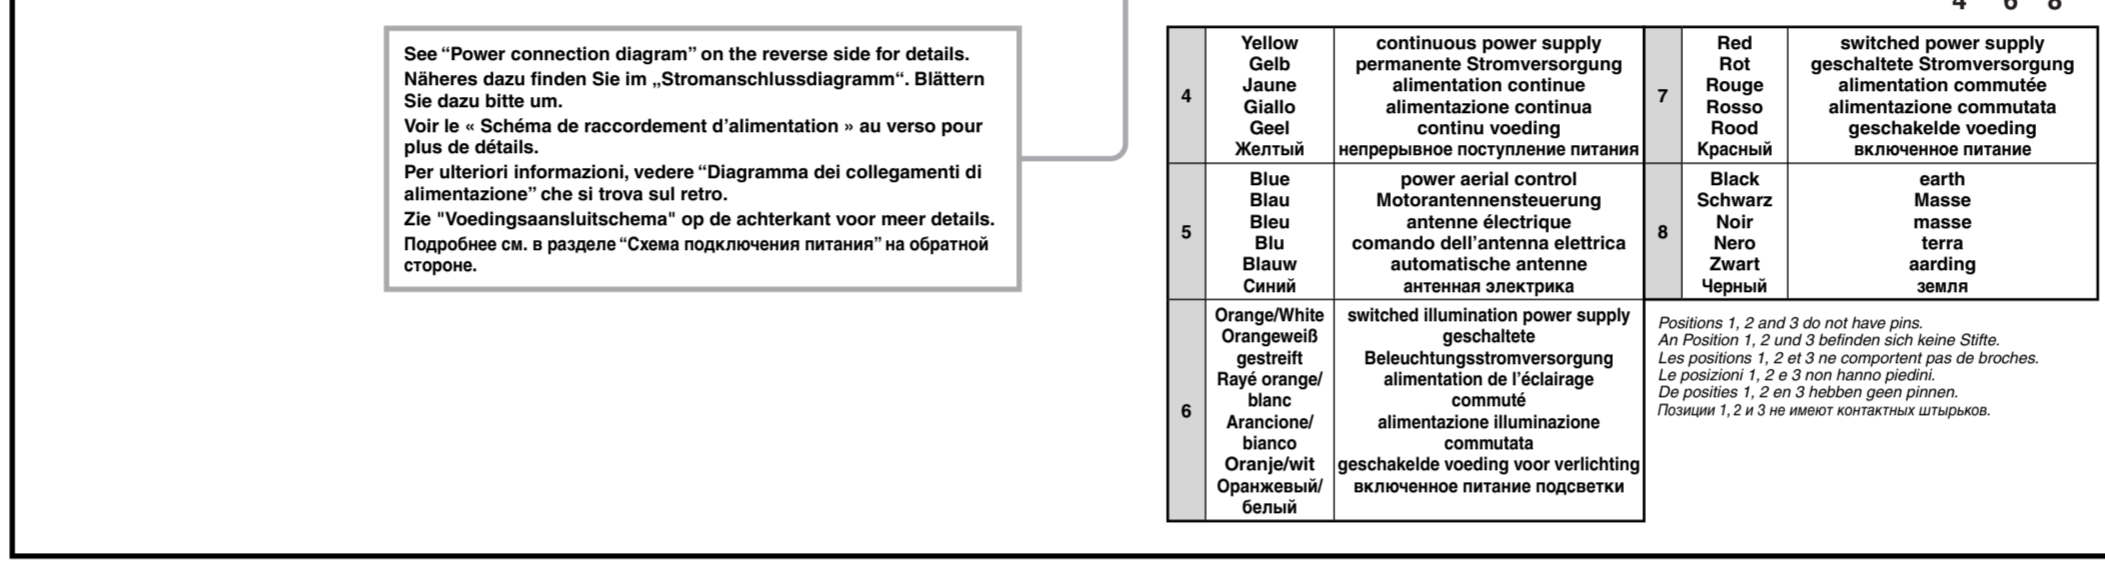 4 6 8
See “Power connection diagram” on the reverse side for details.
Näheres dazu finden Sie im „Stromanschlussdiagramm“. Blättern
Sie dazu bitte um.
Voir le « Schéma de raccordement d’alimentation » au verso pour
plus de détails.
Per ulteriori informazioni, vedere “Diagramma dei collegamenti di
alimentazione” che si trova sul retro.
Zie "Voedingsaansluitschema" op de achterkant voor meer details.
Подробнее см. в разделе “Схема подключения питания” на обратной
стороне.
4
Yellow continuous power supply
Gelb permanente Stromversorgung
Jaune alimentation continue
Giallo alimentazione continua
Geel continu voeding
Желтый непрерывное поступление питания
5
Blue power aerial control
Blau Motorantennensteuerung
Bleu antenne électrique
Blu comando dell’antenna elettrica
Blauw automatische antenne
Синий антенная электрика
6
Orange/White switched illumination power supply
Orangeweiß geschaltete
gestreift Beleuchtungsstromversorgung
Rayé orange/ alimentation de l’éclairage
blanc commuté
Arancione/ alimentazione illuminazione
bianco commutata
Oranje/wit geschakelde voeding voor verlichting
Оранжевый/ включенное питание подсветки
белый
7
Red switched power supply
Rot geschaltete Stromversorgung
Rouge alimentation commutée
Rosso alimentazione commutata
Rood geschakelde voeding
Красный включенное питание
8
Black earth
Schwarz Masse
Noir masse
Nero terra
Zwart aarding
Черный земля
Positions 1, 2 and 3 do not have pins.
An Position 1, 2 und 3 befinden sich keine Stifte.
Les positions 1, 2 et 3 ne comportent pas de broches.
Le posizioni 1, 2 e 3 non hanno piedini.
De posities 1, 2 en 3 hebben geen pinnen.
Позиции 1, 2 и 3 не имеют контактных штырьков.